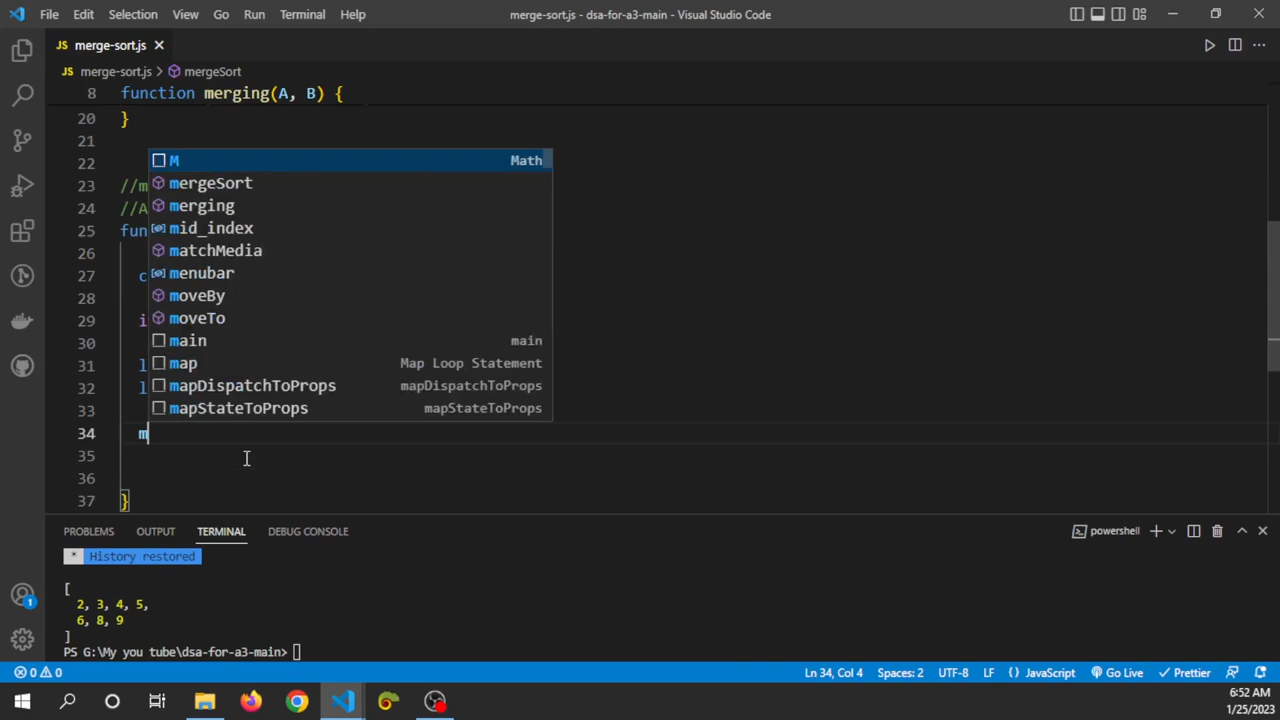 File Edit Selection View Go Run Terminal Help merge-sort.js - dsa-for-a3-main - Visual Studio Code
JS merge-sort.js
JS merge-sort.js > mergeSort
8 function merging(A, B) {
20 }
21
22
23 //m
24 //A
25 fun
26
27 c
28
29 i
30
31 l
32 l
33
34 m
35
36
37 }
M Math
mergeSort
merging
mid_index
matchMedia
menubar
moveBy
moveTo
main main
map Map Loop Statement
mapDispatchToProps mapDispatchToProps
mapStateToProps mapStateToProps
PROBLEMS OUTPUT TERMINAL DEBUG CONSOLE powershell
* History restored
[
2, 3, 4, 5,
6, 8, 9
]
PS G:\My you tube\dsa-for-a3-main>
1
0 0 Ln 34, Col 4 Spaces: 2 UTF-8 LF {} JavaScript Go Live Prettier
6:52 AM
1/25/2023